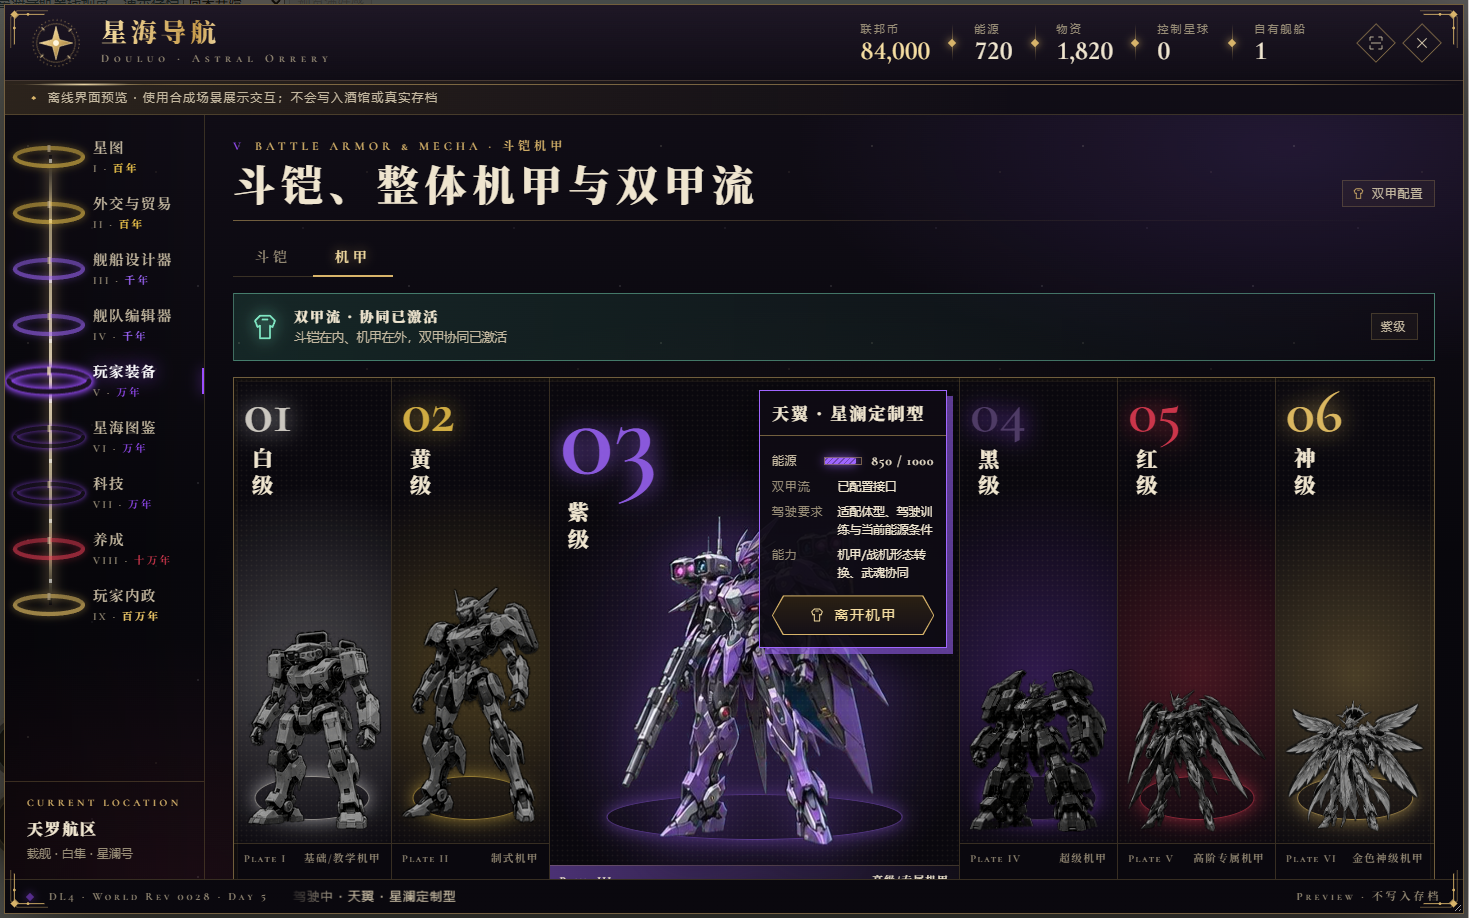 星海导航
Douluo · Astral Orrery
联邦币
84,000
能源
720
物资
1,820
控制星球
0
自有舰船
1
离线界面预览 · 使用合成场景展示交互；不会写入酒馆或真实存档
星图
I · 百年
外交与贸易
II · 百年
舰船设计器
III · 千年
舰队编辑器
IV · 千年
玩家装备
V · 万年
星海图鉴
VI · 万年
科技
VII · 万年
养成
VIII · 十万年
玩家内政
IX · 百万年
CURRENT LOCATION
天罗航区
载舰 · 白隼 · 星澜号
V BATTLE ARMOR & MECHA · 斗铠机甲
斗铠、整体机甲与双甲流
双甲配置
斗铠
机甲
双甲流 · 协同已激活
斗铠在内、机甲在外，双甲协同已激活
紫级
01
白级
Plate I 基础/教学机甲
02
黄级
Plate II 制式机甲
03
紫级
天翼 · 星澜定制型
能源 850 / 1000
双甲流 已配置接口
驾驶要求 适配体型、驾驶训
练与当前能源条件
能力 机甲/战机形态转
换、武魂协同
离开机甲
04
黑级
Plate IV 超级机甲
05
红级
Plate V 高阶专属机甲
06
神级
Plate VI 金色神级机甲
DL4 · World Rev 0028 · Day 5
驾驶中 · 天翼 · 星澜定制型
Preview · 不写入存档